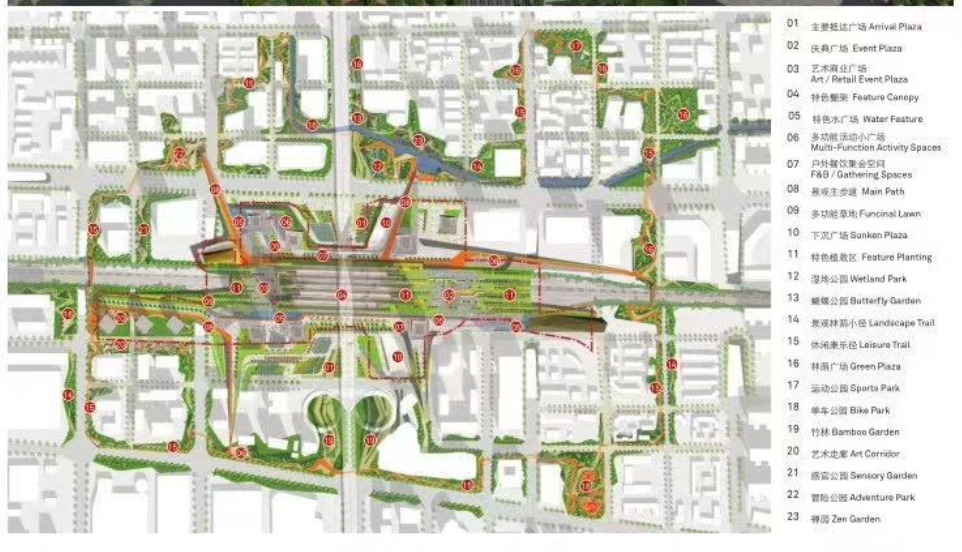 01 主要抵达广场 Arrival Plaza
02 庆典广场 Event Plaza
03 艺术商业广场
Art / Retail Event Plaza
04 特色棚架 Feature Canopy
05 特色水广场 Water Feature
06 多功能活动小广场
Multi-Function Activity Spaces
07 户外餐饮集会空间
F&B / Gathering Spaces
08 景观主步道 Main Path
09 多功能草地 Funcinal Lawn
10 下沉广场 Sunken Plaza
11 特色植栽区 Feature Planting
12 湿地公园 Wetland Park
13 蝴蝶公园 Butterfly Garden
14 景观林荫小径 Landscape Trail
15 休闲康乐径 Leisure Trail
16 林荫广场 Green Plaza
17 运动公园 Sports Park
18 单车公园 Bike Park
19 竹林 Bamboo Garden
20 艺术走廊 Art Corridor
21 感官公园 Sensory Garden
22 冒险公园 Adventure Park
23 禅园 Zen Garden